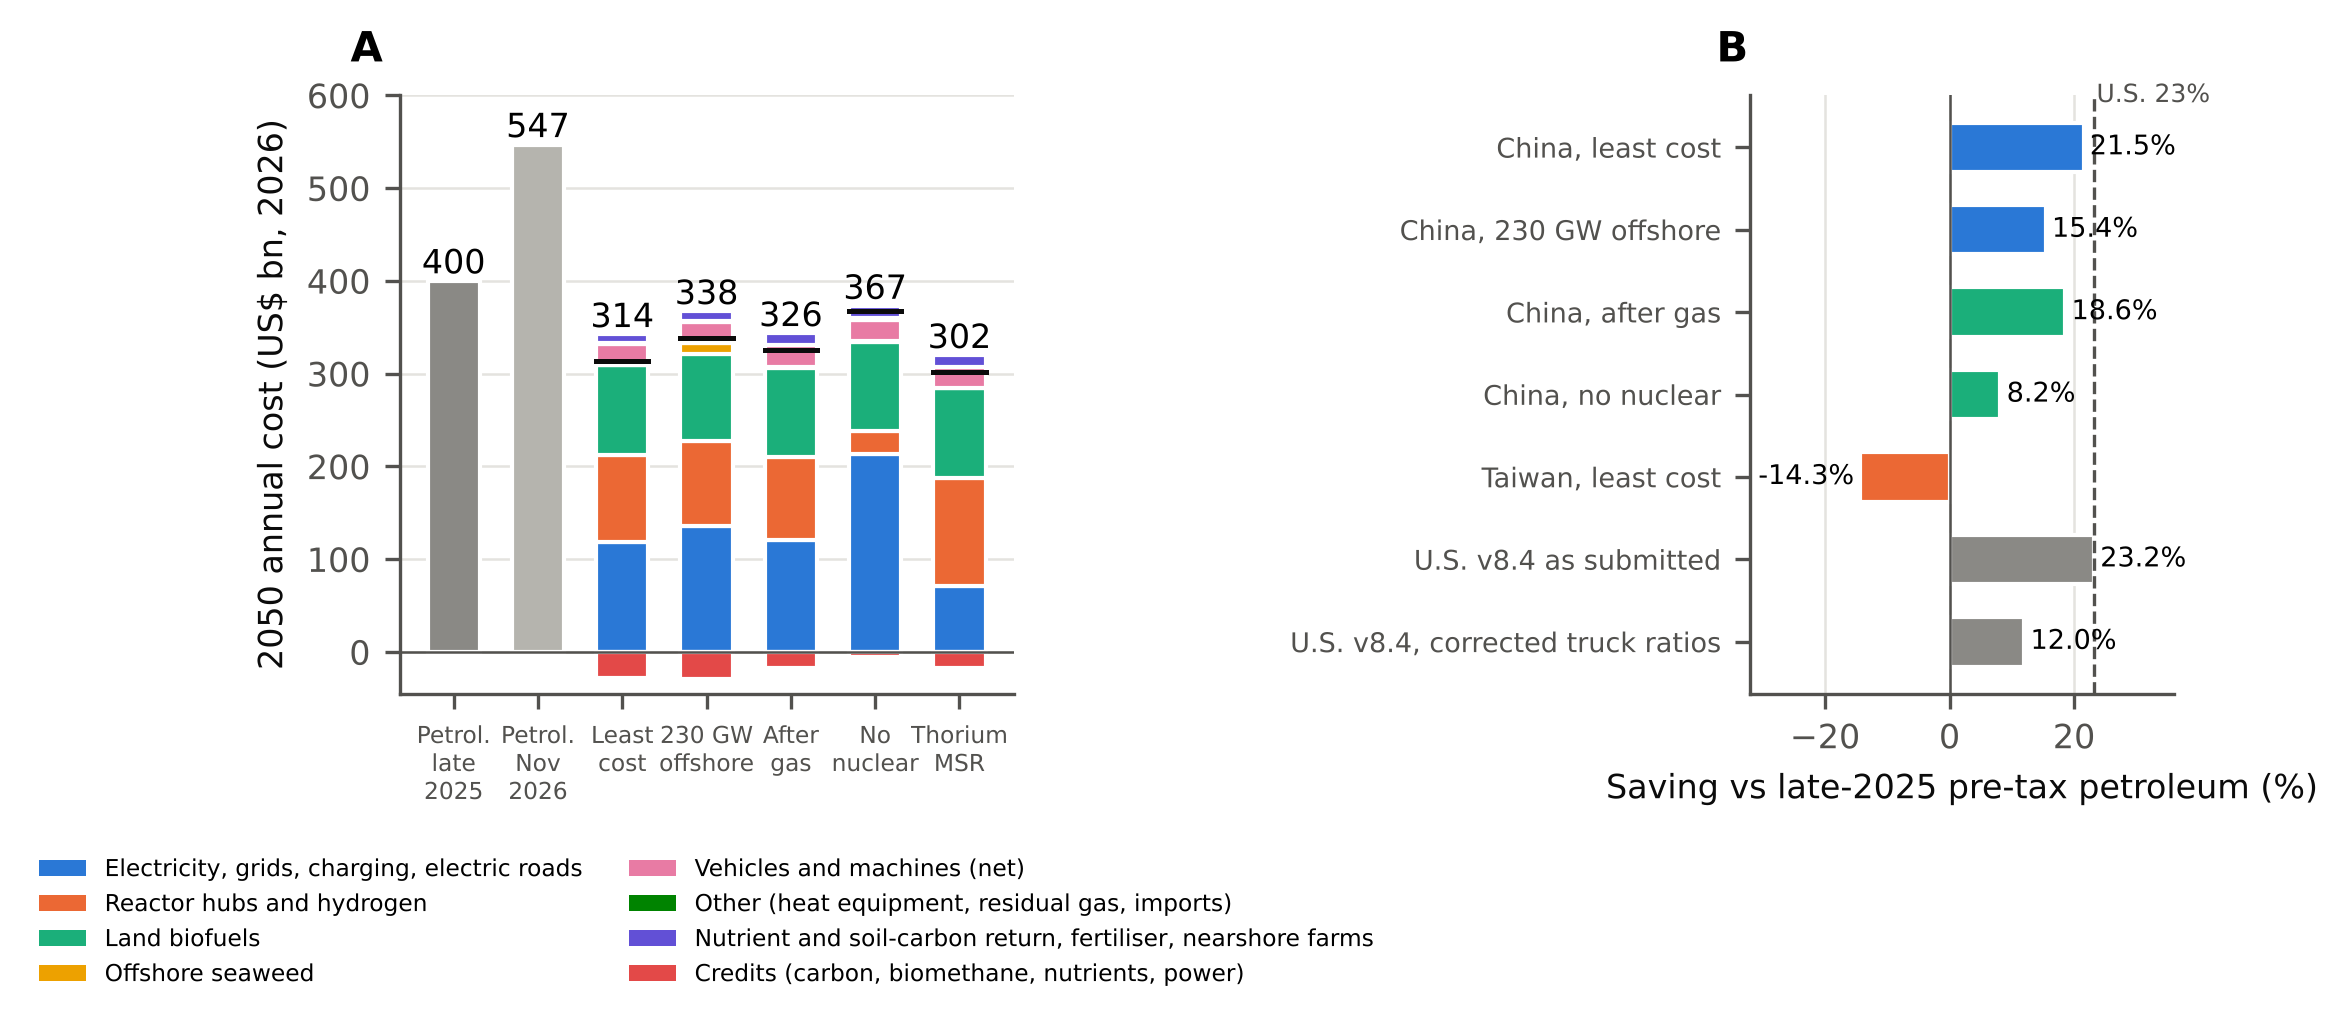 A
2050 annual cost (US$ bn, 2026)
600
500
400
300
200
100
0
400
547
314
338
326
367
302
Petrol.
late
2025
Petrol.
Nov
2026
Least
cost
230 GW
offshore
After
gas
No
nuclear
Thorium
MSR
Electricity, grids, charging, electric roads
Reactor hubs and hydrogen
Land biofuels
Offshore seaweed
Vehicles and machines (net)
Other (heat equipment, residual gas, imports)
Nutrient and soil-carbon return, fertiliser, nearshore farms
Credits (carbon, biomethane, nutrients, power)
B
U.S. 23%
China, least cost
21.5%
China, 230 GW offshore
15.4%
China, after gas
18.6%
China, no nuclear
8.2%
Taiwan, least cost
-14.3%
U.S. v8.4 as submitted
23.2%
U.S. v8.4, corrected truck ratios
12.0%
−20
0
20
Saving vs late-2025 pre-tax petroleum (%)